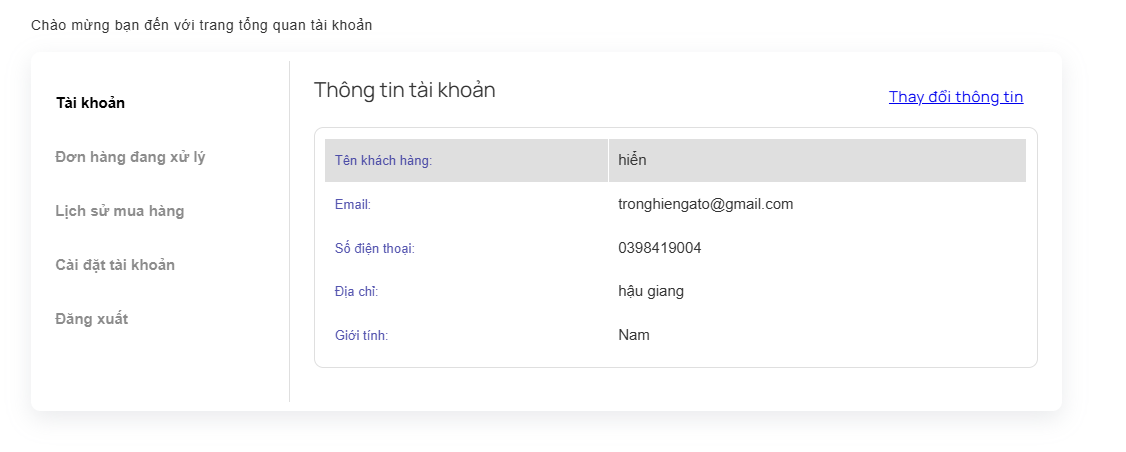 Chào mừng bạn đến với trang tổng quan tài khoản
Tài khoản
Đơn hàng đang xử lý
Lịch sử mua hàng
Cài đặt tài khoản
Đăng xuất
Thông tin tài khoản
Thay đổi thông tin
Tên khách hàng: hiển
Email: tronghiengato@gmail.com
Số điện thoại: 0398419004
Địa chỉ: hậu giang
Giới tính: Nam